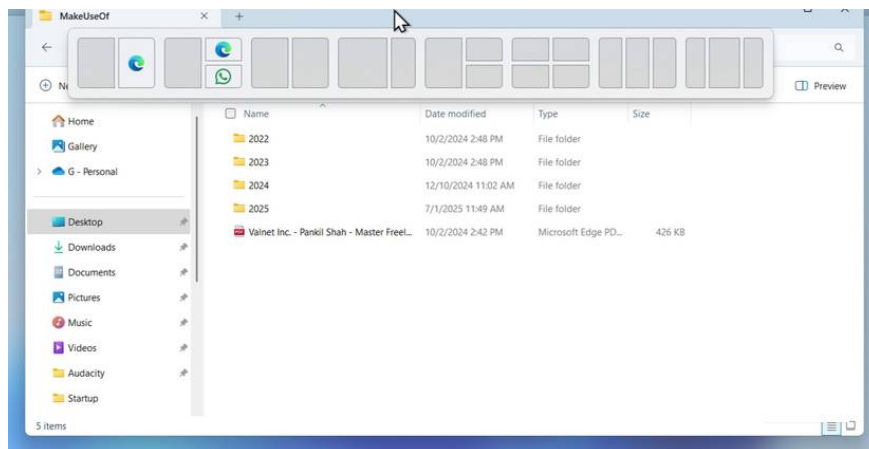 MakeUseOf
Preview
Name Date modified Type Size
2022 10/2/2024 2:48 PM File folder
2023 10/2/2024 2:48 PM File folder
2024 12/10/2024 11:02 AM File folder
2025 7/1/2025 11:49 AM File folder
Valnet Inc. - Pankil Shah - Master Freel... 10/2/2024 2:42 PM Microsoft Edge PD... 426 KB
Home
Gallery
G - Personal
Desktop
Downloads
Documents
Pictures
Music
Videos
Audacity
Startup
5 items